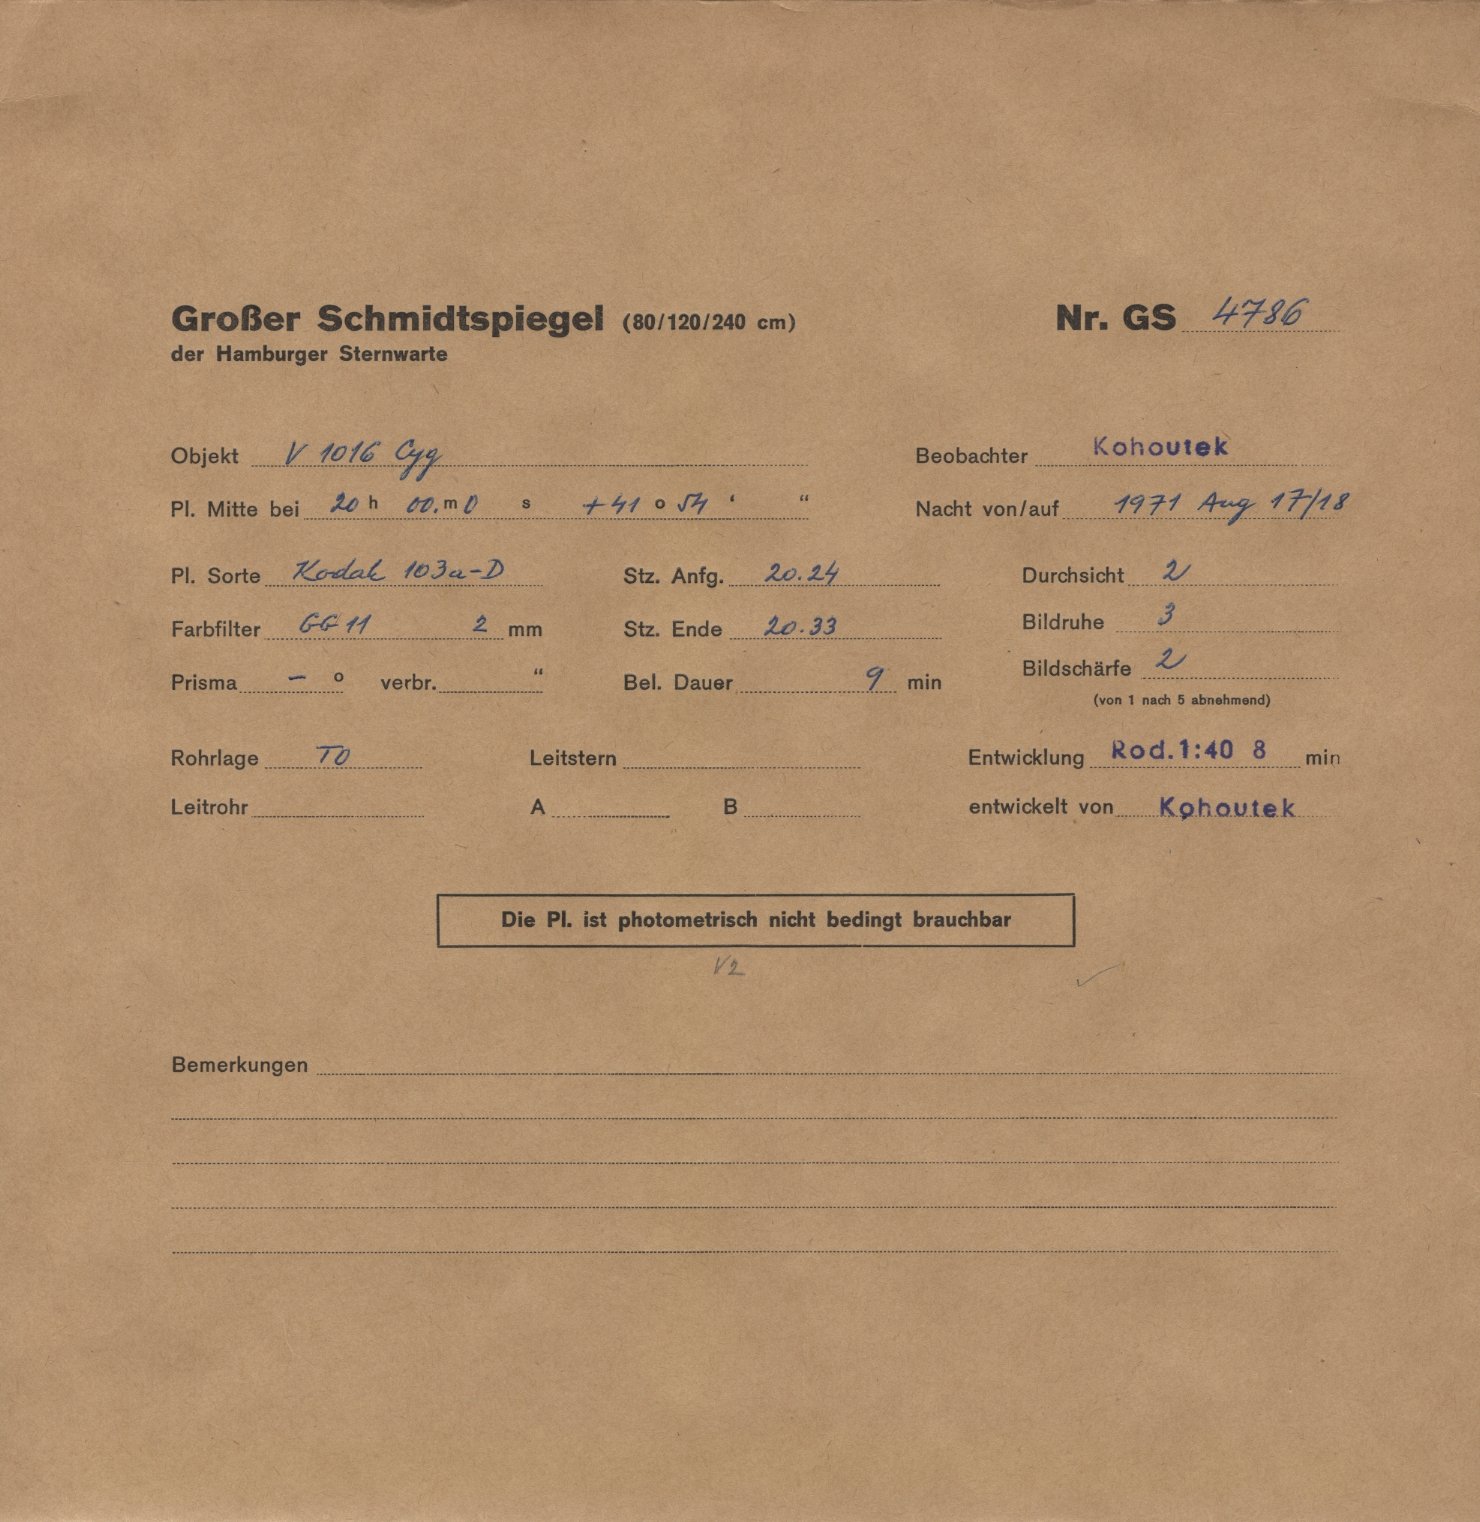 Großer Schmidtspiegel (80/120/240 cm) Nr. GS 4786
der Hamburger Sternwarte
Objekt V 1016 Cyg Beobachter Kohoutek
Pl. Mitte bei 20 h 00. m 0 s +41 o 54 ' " Nacht von/auf 1971 Aug 17/18
Pl. Sorte Kodak 103a-D Stz. Anfg. 20.24 Durchsicht 2
Farbfilter GG 11 2 mm Stz. Ende 20.33 Bildruhe 3
Prisma – o verbr. " Bel. Dauer 9 min Bildschärfe 2
(von 1 nach 5 abnehmend)
Rohrlage TO Leitstern Entwicklung Rod. 1:40 8 min
Leitrohr A B entwickelt von Kohoutek
Die Pl. ist photometrisch nicht bedingt brauchbar
V2
Bemerkungen